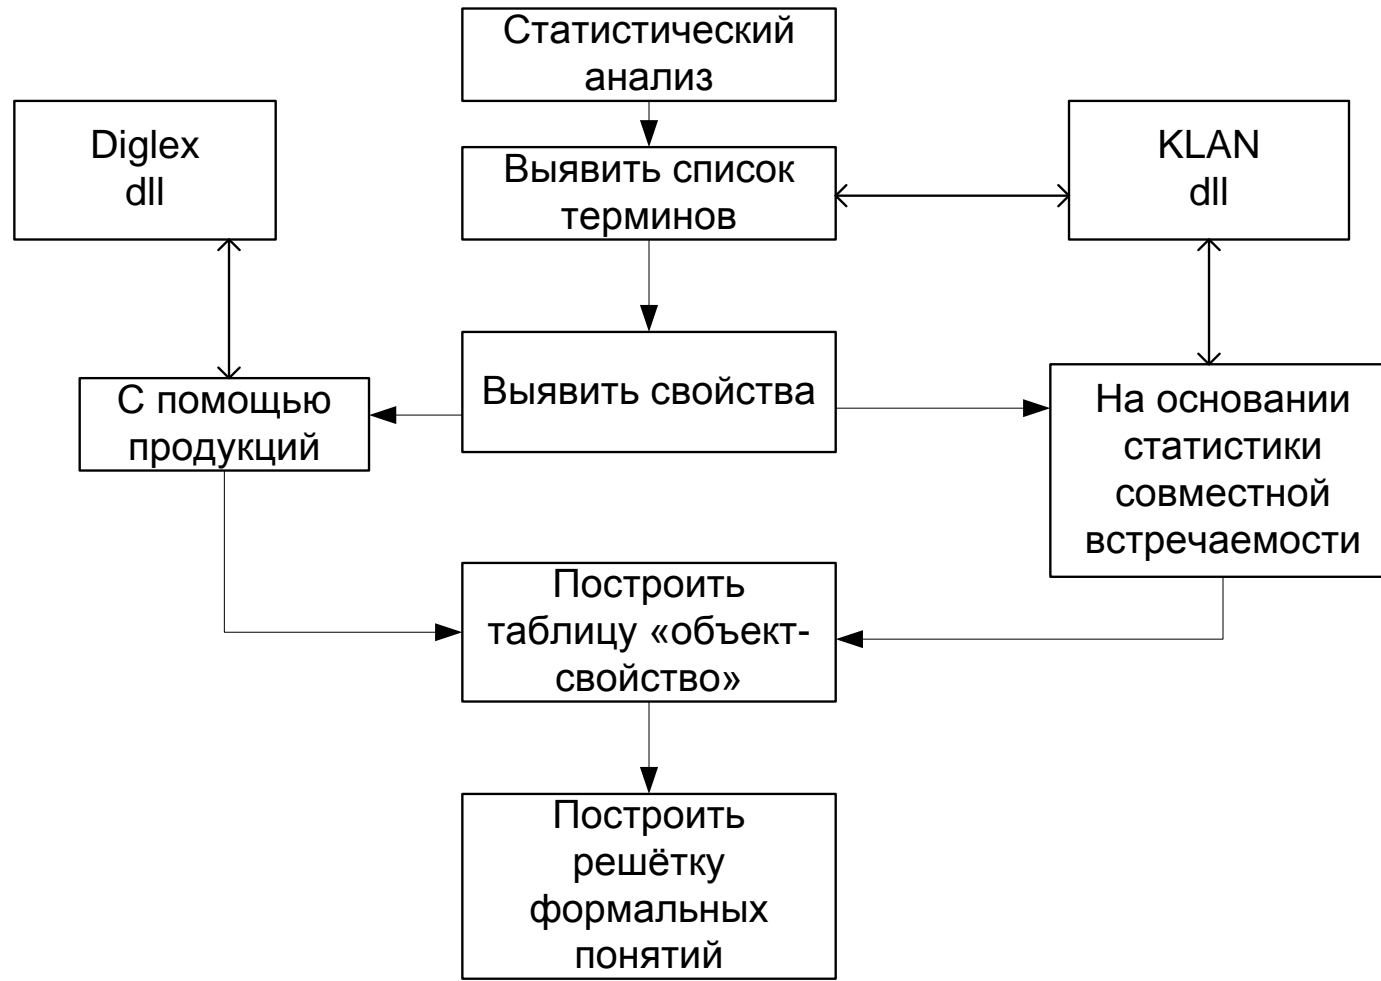 Статистический
анализ
Diglex
dll
Выявить список
терминов
KLAN
dll
Выявить свойства
С помощью
продукций
На основании
статистики
совместной
встречаемости
Построить
таблицу «объект-
свойство»
Построить
решётку
формальных
понятий